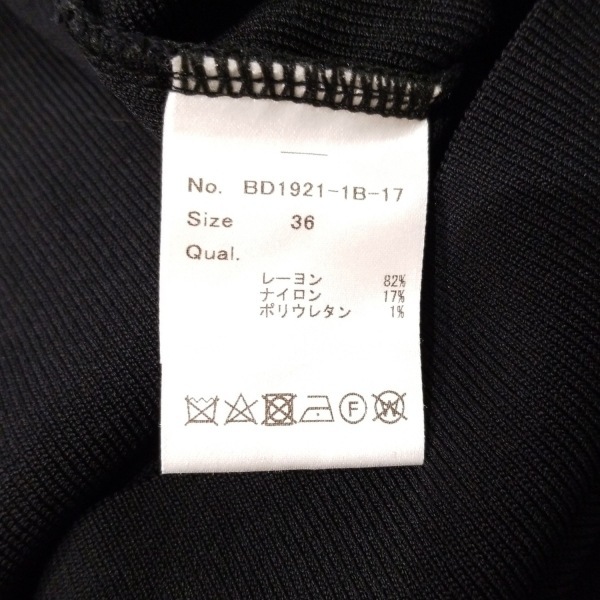 No. BD1921-1B-17
Size 36
Qual.
レーヨン 82%
ナイロン 17%
ポリウレタン 1%
F W